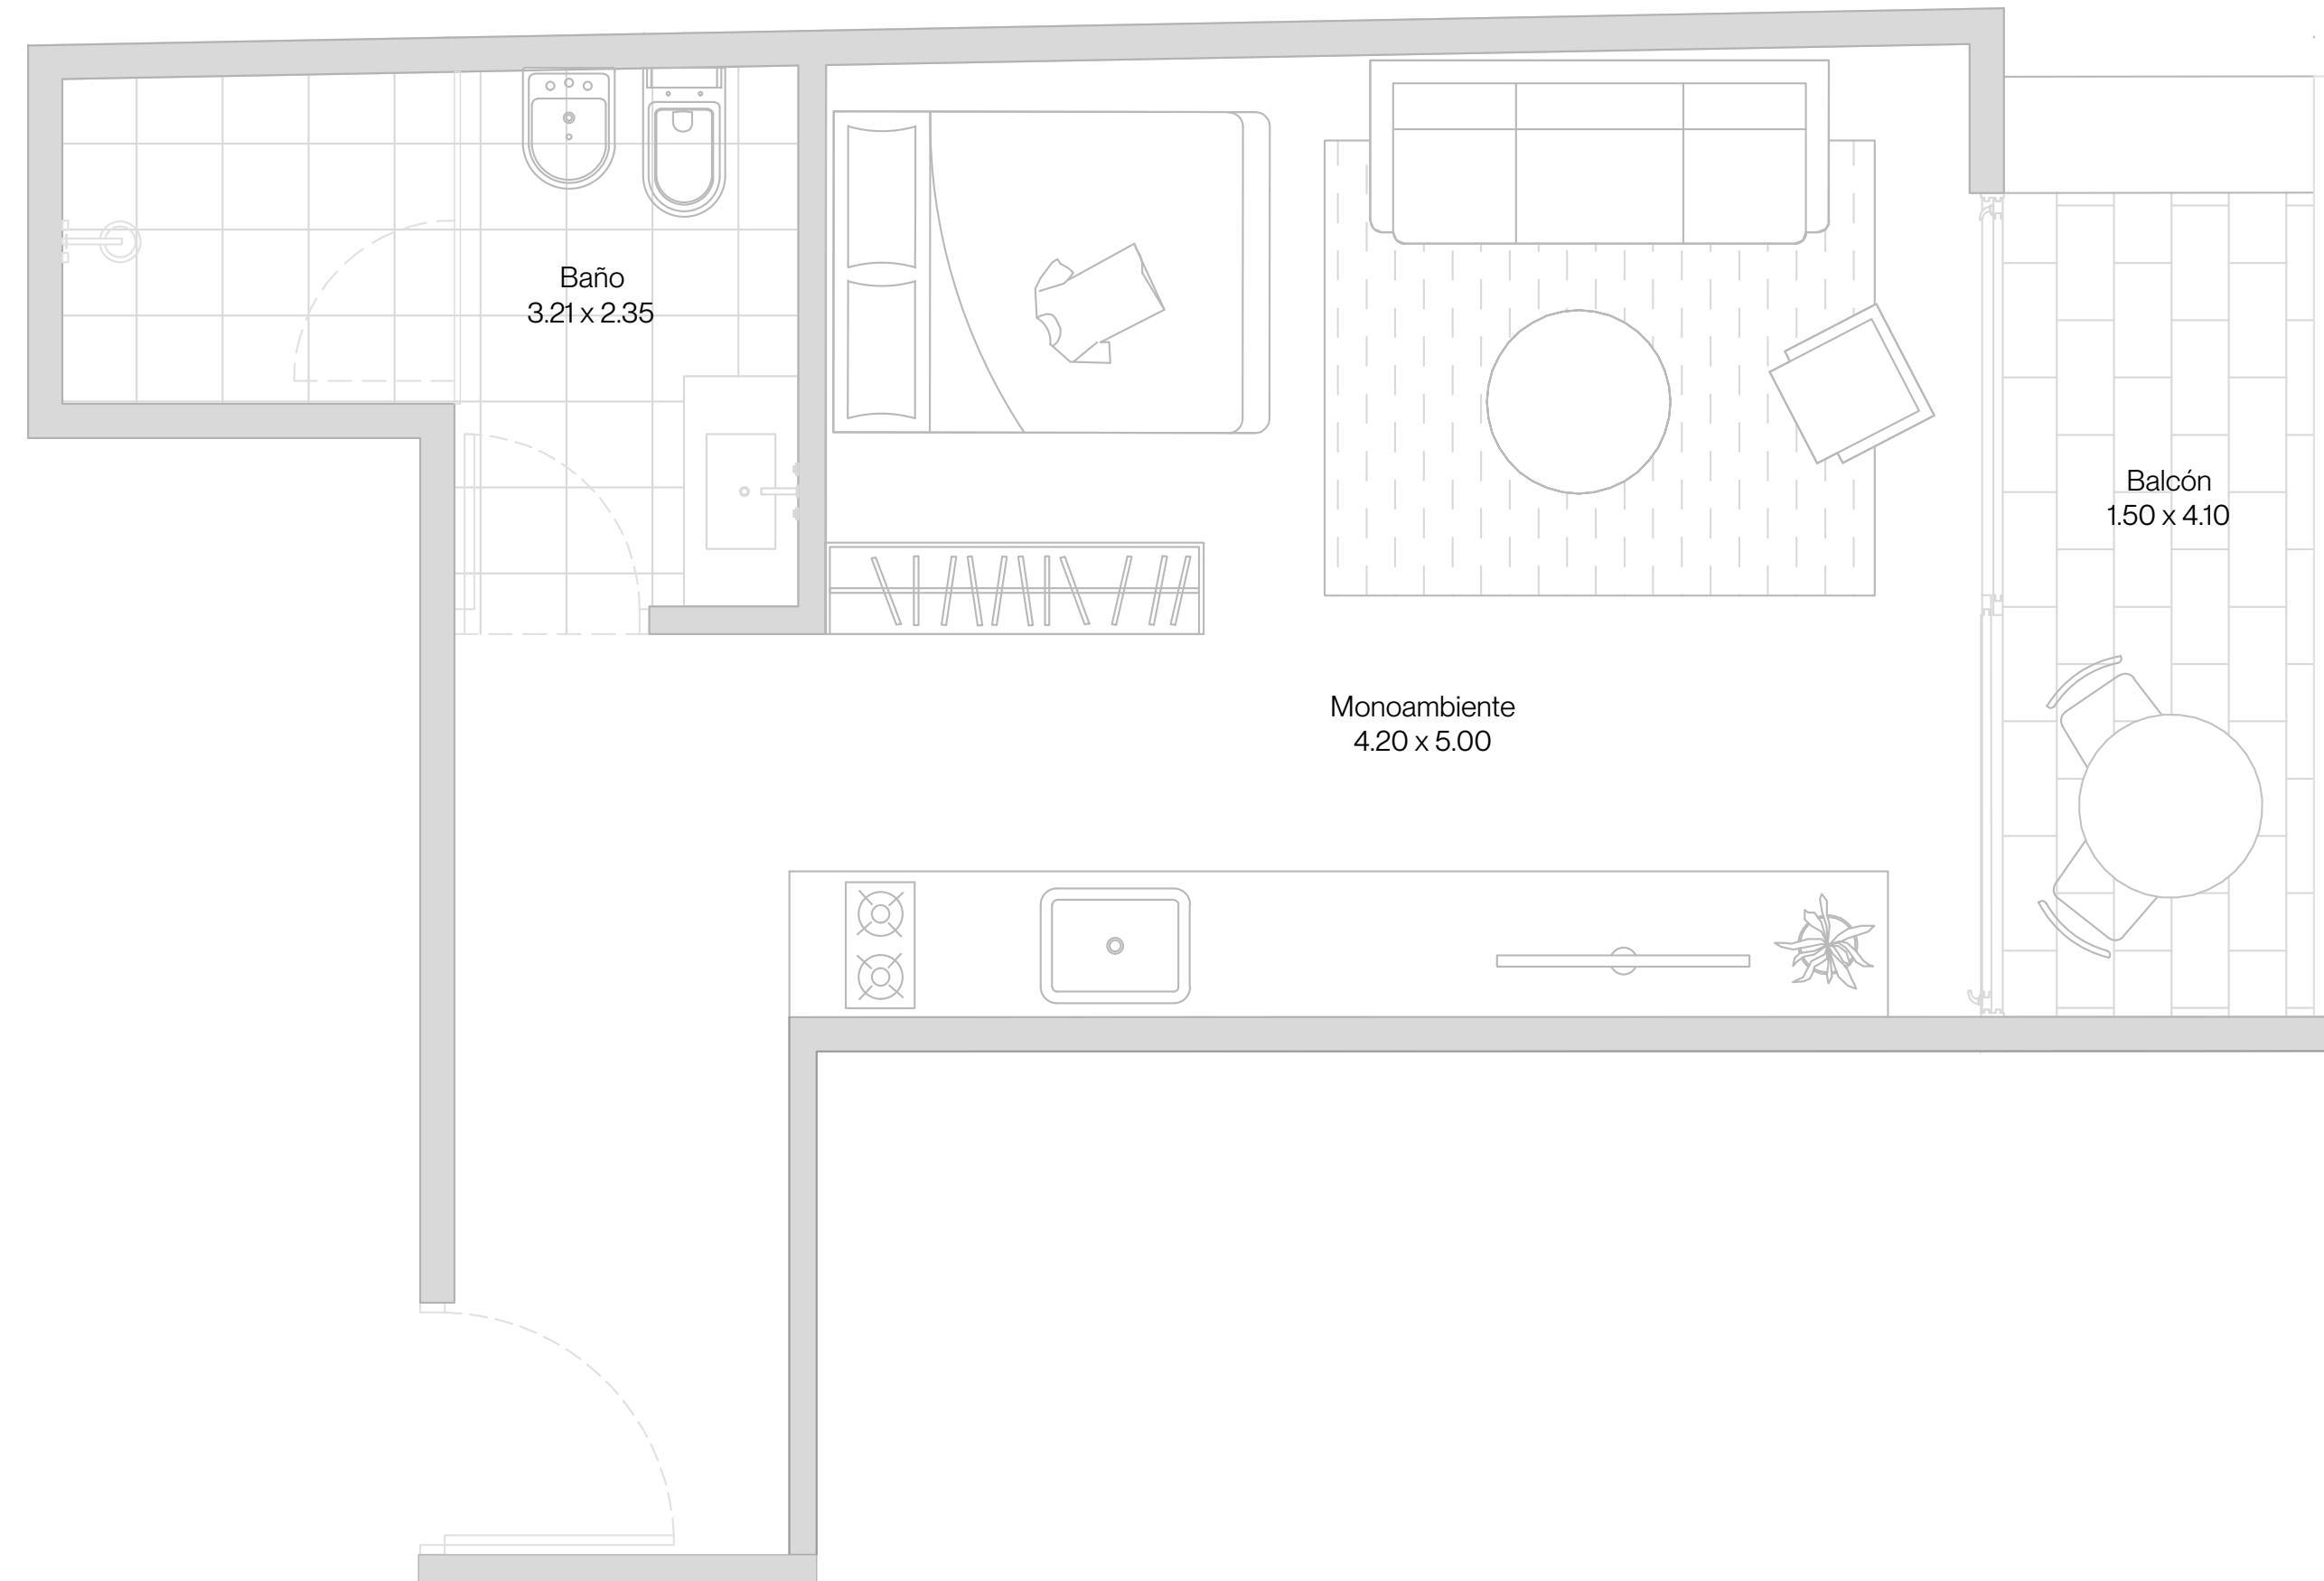 Baño
3.21 x 2.35
Balcón
1.50 x 4.10
Monoambiente
4.20 x 5.00